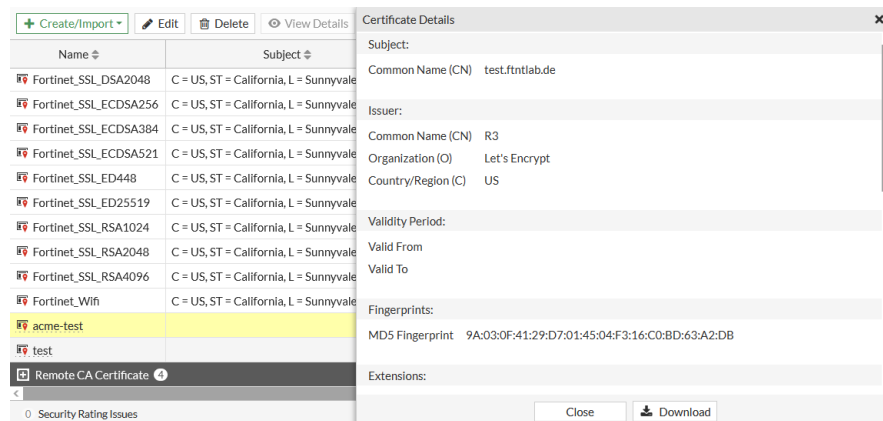 Create/Import Edit Delete View Details
Name Subject
Fortinet_SSL_DSA2048 C = US, ST = California, L = Sunnyvale
Fortinet_SSL_ECDSA256 C = US, ST = California, L = Sunnyvale
Fortinet_SSL_ECDSA384 C = US, ST = California, L = Sunnyvale
Fortinet_SSL_ECDSA521 C = US, ST = California, L = Sunnyvale
Fortinet_SSL_ED448 C = US, ST = California, L = Sunnyvale
Fortinet_SSL_ED25519 C = US, ST = California, L = Sunnyvale
Fortinet_SSL_RSA1024 C = US, ST = California, L = Sunnyvale
Fortinet_SSL_RSA2048 C = US, ST = California, L = Sunnyvale
Fortinet_SSL_RSA4096 C = US, ST = California, L = Sunnyvale
Fortinet_Wifi C = US, ST = California, L = Sunnyvale
acme-test
test
Remote CA Certificate 4
0 Security Rating Issues
Certificate Details
Subject:
Common Name (CN) test.ftntlab.de
Issuer:
Common Name (CN) R3
Organization (O) Let's Encrypt
Country/Region (C) US
Validity Period:
Valid From
Valid To
Fingerprints:
MD5 Fingerprint 9A:03:0F:41:29:D7:01:45:04:F3:16:C0:BD:63:A2:DB
Extensions:
Close Download